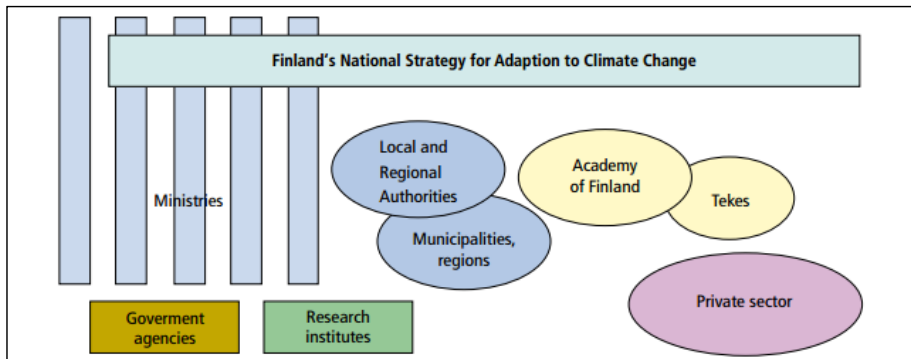 Finland's National Strategy for Adaption to Climate Change
Local and
Regional
Authorities
Academy
of Finland
Ministries
Tekes
Municipalities,
regions
Private sector
Goverment
agencies
Research
institutes